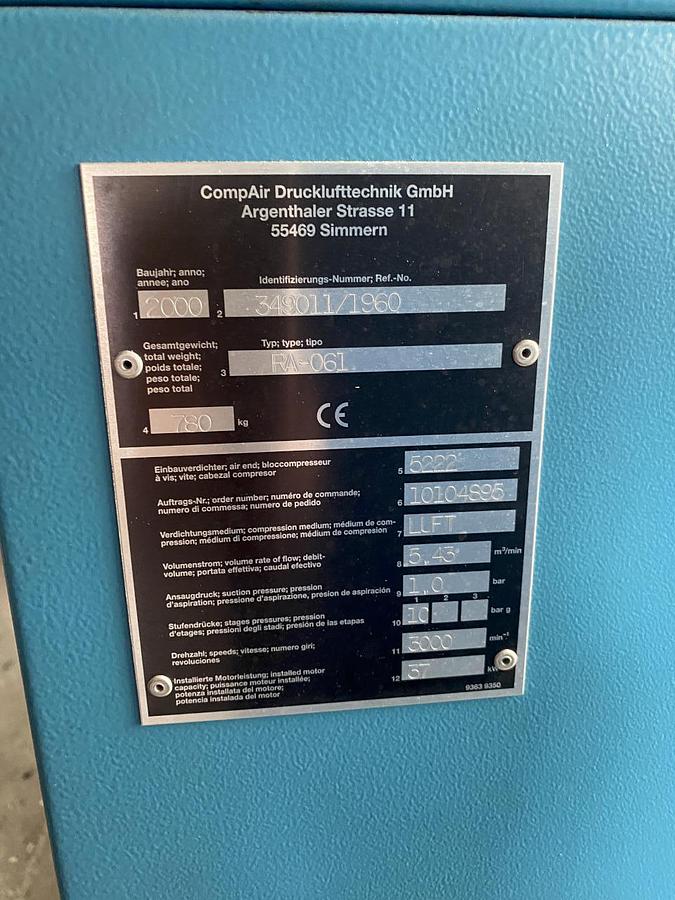 CompAir Drucklufttechnik GmbH
Argenthaler Strasse 11
55469 Simmern
Baujahr; anno;
annee; ano
Identifizierungs-Nummer; Ref.-No.
1 2000
2 349011/1960
Gesamtgewicht;
total weight;
poids totale;
peso totale;
peso total
Typ; type; tipo
3 RA-061
4 780 kg
CE
Einbauverdichter; air end; bloccompresseur
à vis; vite; cabezal compresor
5 5222
Auftrags-Nr.; order number; numéro de commande;
numero di commessa; numero de pedido
6 10104895
Verdichtungsmedium; compression medium; médium de com-
pression; médium di compressione; médium de compresion
7 LUFT
Volumenstrom; volume rate of flow; debit-
volume; portata effettiva; caudal efectivo
8 5,43 m³/min
Ansaugdruck; suction pressure; pression
d'aspiration; pressione d'aspirazione, presion de aspiración
9 1,0 bar
1 2 3
Stufendrücke; stages pressures; pression
d'etages; pressioni degli stadi; presión de las etapas
10 10 bar g
Drehzahl; speeds; vitesse; numero giri;
revoluciones
11 3000 min⁻¹
Installierte Motorleistung; installed motor
capacity; puissance moteur installée;
potenza installata del motore;
potencia instalada del motor
12 37 kW
9363 9350